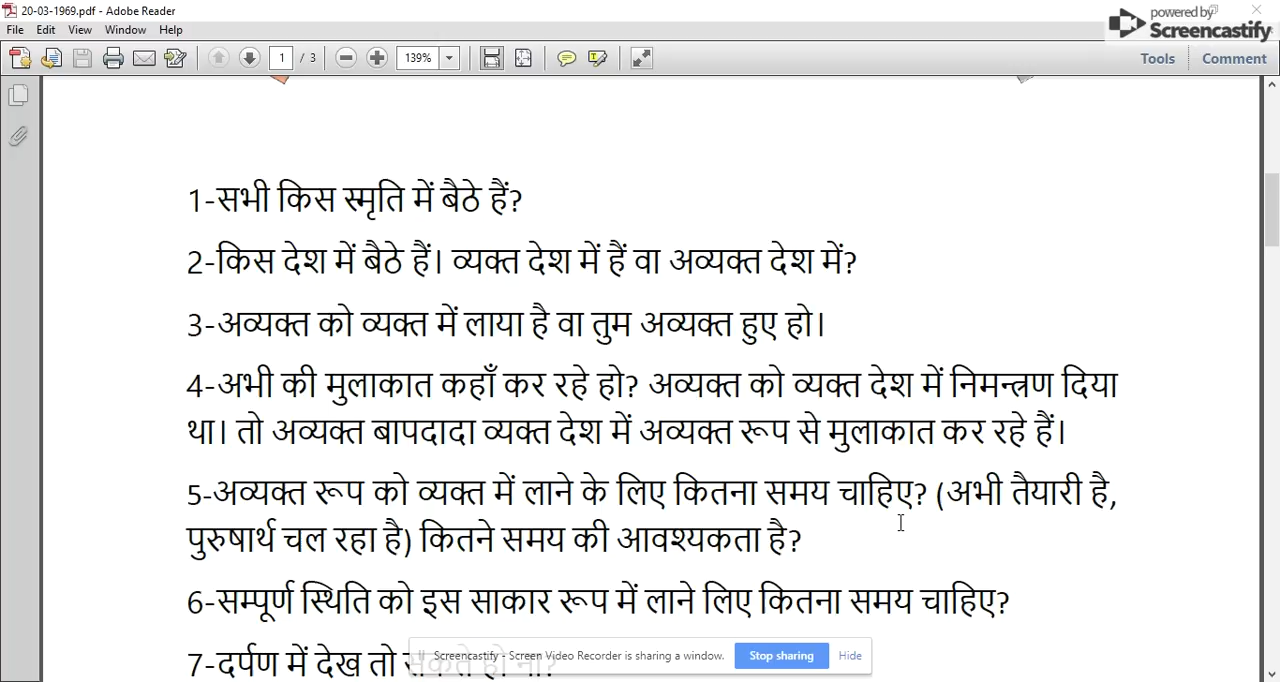 20-03-1969.pdf - Adobe Reader
powered by
Screencastify
File Edit View Window Help
1 / 3 139% Tools Comment
1-सभी किस स्मृति में बैठे हैं?
2-किस देश में बैठे हैं। व्यक्त देश में हैं वा अव्यक्त देश में?
3-अव्यक्त को व्यक्त में लाया है वा तुम अव्यक्त हुए हो।
4-अभी की मुलाकात कहाँ कर रहे हो? अव्यक्त को व्यक्त देश में निमन्त्रण दिया
था। तो अव्यक्त बापदादा व्यक्त देश में अव्यक्त रूप से मुलाकात कर रहे हैं।
5-अव्यक्त रूप को व्यक्त में लाने के लिए कितना समय चाहिए? (अभी तैयारी है,
पुरुषार्थ चल रहा है) कितने समय की आवश्यकता है?
6-सम्पूर्ण स्थिति को इस साकार रूप में लाने लिए कितना समय चाहिए?
7-दर्पण में देख तो सकते हो ना?
Screencastify - Screen Video Recorder is sharing a window. Stop sharing Hide